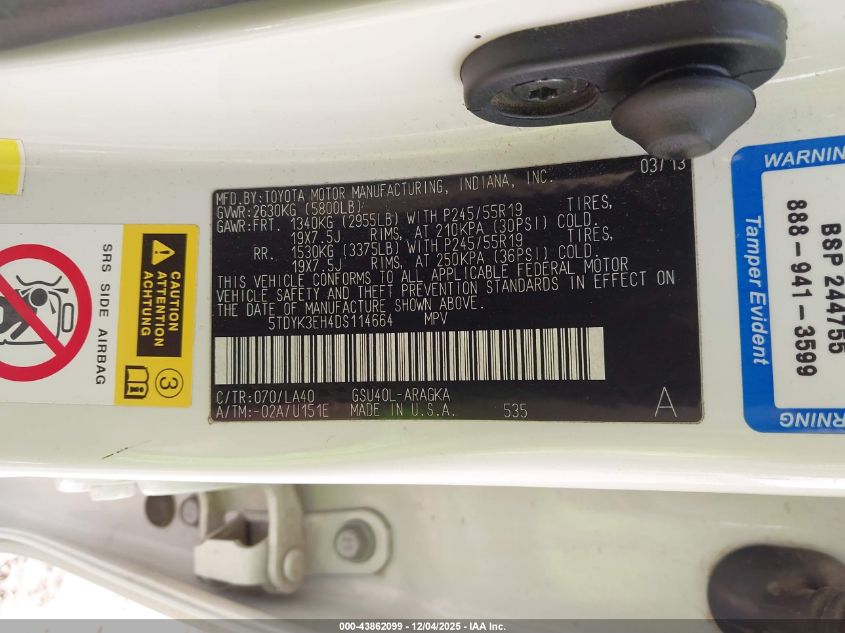 MFD.BY:TOYOTA MOTOR MANUFACTURING, INDIANA, INC. 03/13
GVWR:2630KG (5800LB)
GAWR:FRT. 1340KG (2955LB) WITH P245/55R19 TIRES,
19X7.5J RIMS, AT 210KPA (30PSI) COLD.
RR. 1530KG (3375LB) WITH P245/55R19 TIRES,
19X7.5J RIMS, AT 250KPA (36PSI) COLD.
THIS VEHICLE CONFORMS TO ALL APPLICABLE FEDERAL MOTOR
VEHICLE SAFETY AND THEFT PREVENTION STANDARDS IN EFFECT ON
THE DATE OF MANUFACTURE SHOWN ABOVE.
5TDYK3EH4DS114664 MPV
C/TR:070/LA40 GSU40L-ARAGKA
A/TM:-02A/U151E MADE IN U.S.A. 535 A
SRS SIDE AIRBAG
CAUTION
ATTENTION
ACHTUNG
3
WARNIN
Tamper Evident
BSP 244755
888-941-3599
WARNING
000-43862099 - 12/04/2025 - IAA Inc.